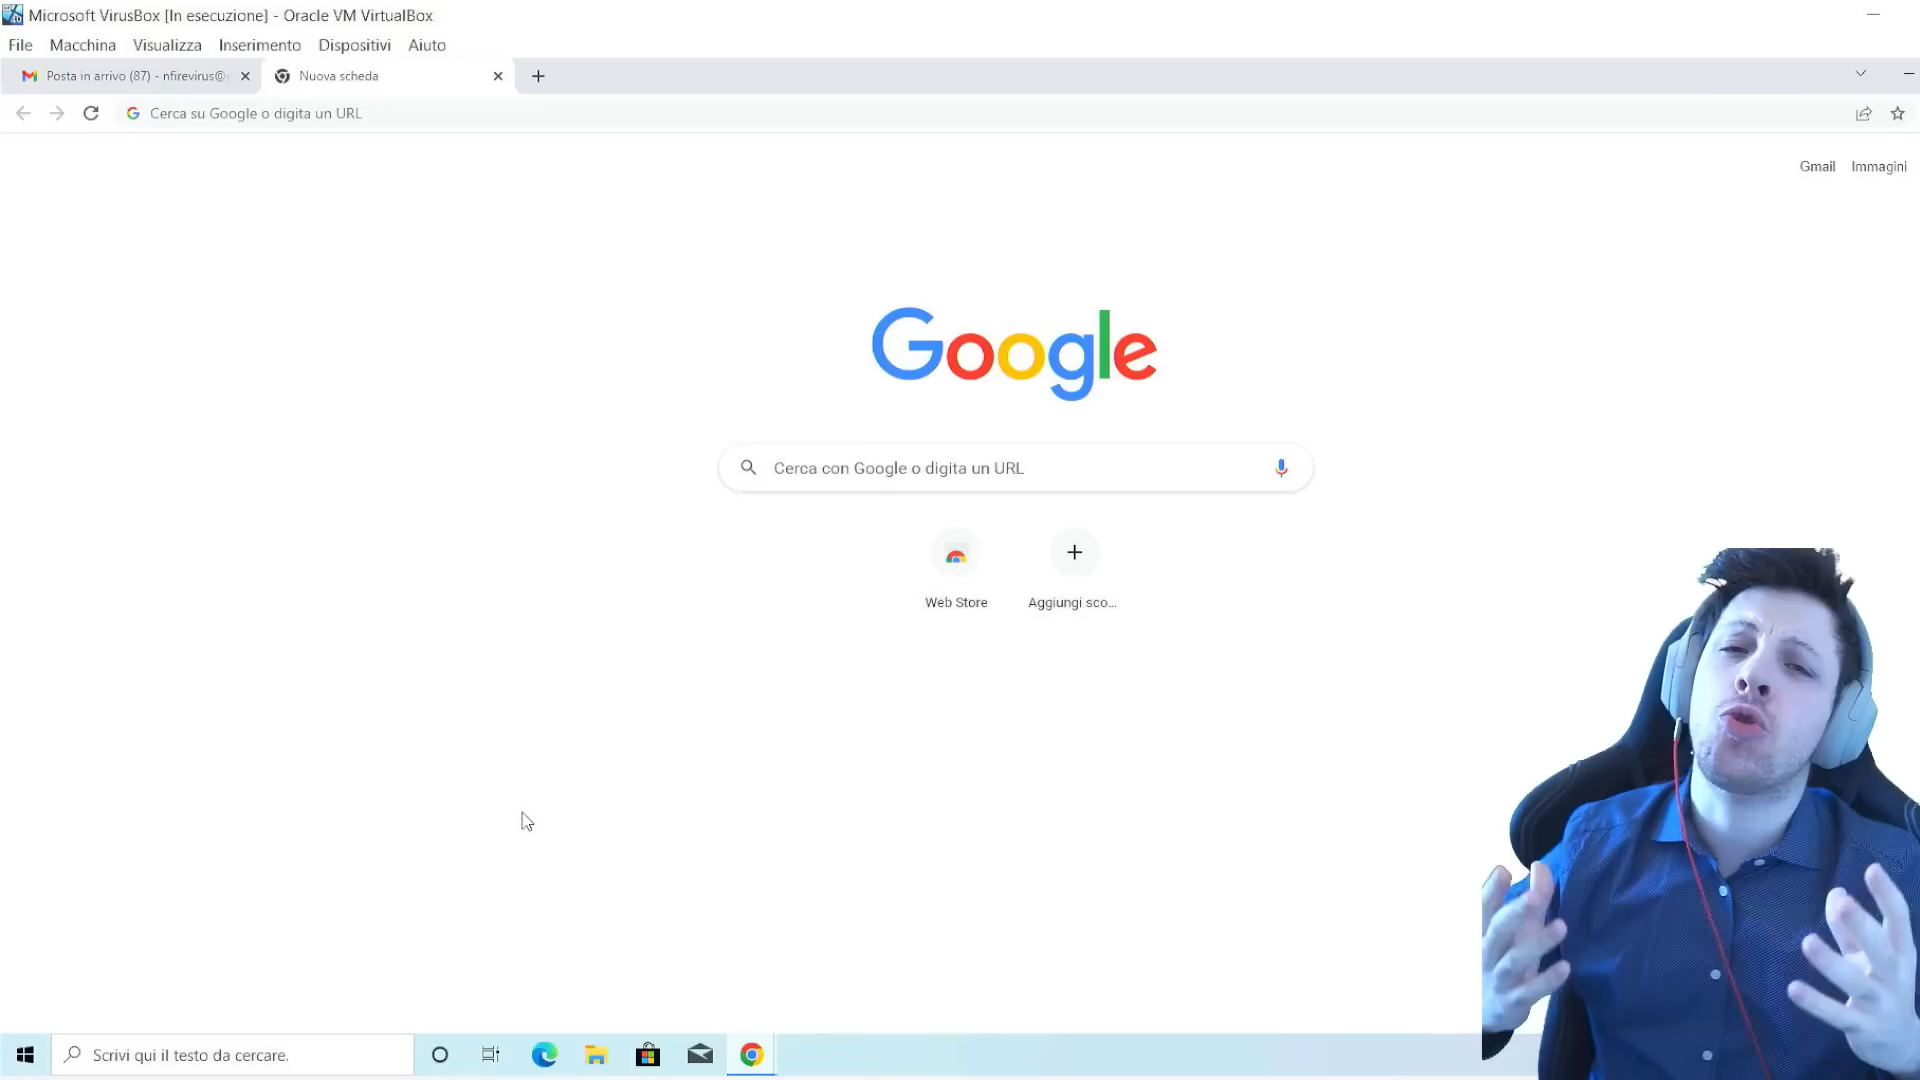 Microsoft VirusBox [In esecuzione] - Oracle VM VirtualBox
File Macchina Visualizza Inserimento Dispositivi Aiuto
Posta in arrivo (87) - nfirevirus@
Nuova scheda
Cerca su Google o digita un URL
Gmail Immagini
Google
Cerca con Google o digita un URL
Web Store Aggiungi sco...
Scrivi qui il testo da cercare.